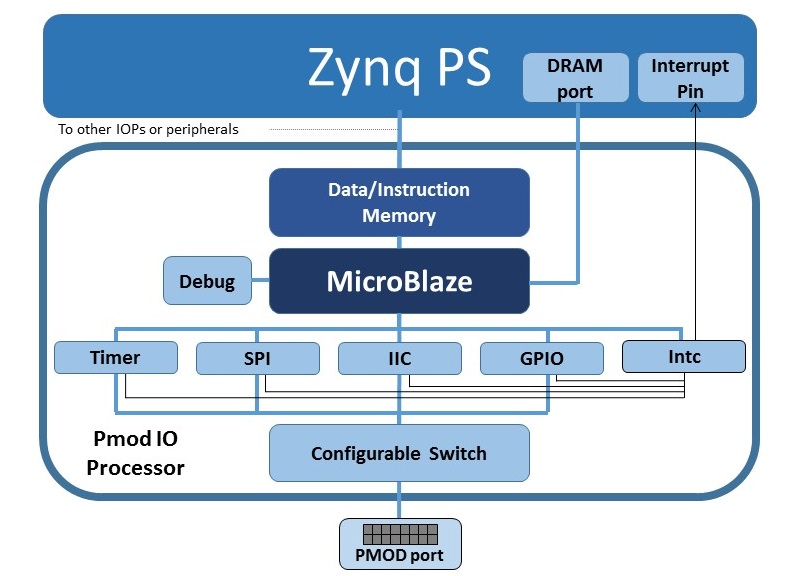 Zynq PS
DRAM
port
Interrupt
Pin
To other IOPs or peripherals
Data/Instruction
Memory
Debug
MicroBlaze
Timer
SPI
IIC
GPIO
Intc
Pmod IO
Processor
Configurable Switch
PMOD port